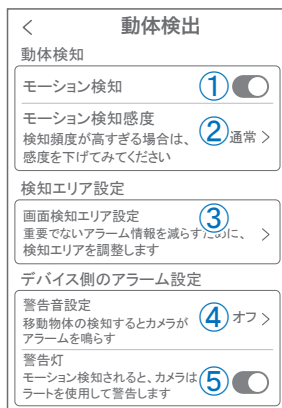 < 動体検出
動体検知
モーション検知 ①
モーション検知感度
検知頻度が高すぎる場合は、
感度を下げてみてください
② 通常 >
検知エリア設定
画面検知エリア設定 ③
重要でないアラーム情報を減らすために、
検知エリアを調整します >
デバイス側のアラーム設定
警告音設定
移動物体の検知するとカメラが
アラームを鳴らす
④ オフ >
警告灯
モーション検知されると、カメラは
ラートを使用して警告します ⑤